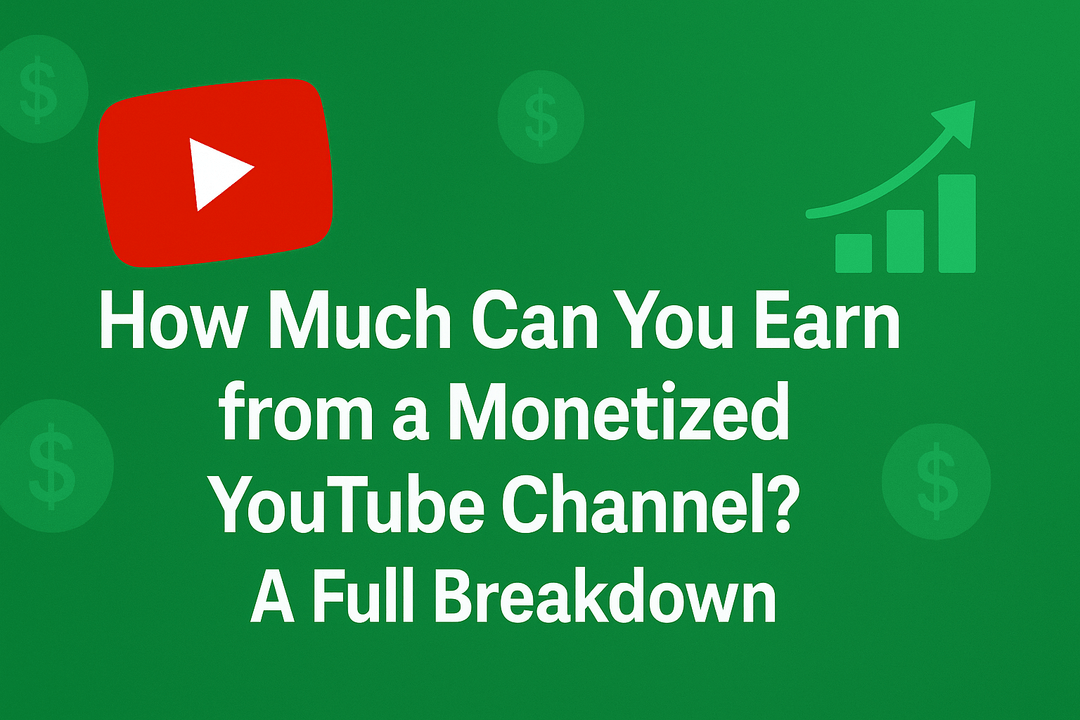 $
$
How Much Can You Earn
from a Monetized
YouTube Channel?
A Full Breakdown
$
$